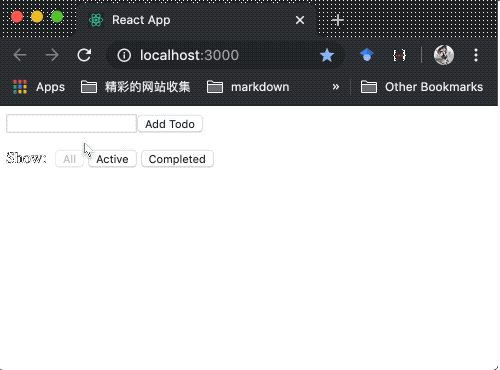 React App
localhost:3000
Apps 精彩的网站收集 markdown » Other Bookmarks
Add Todo
Show: All Active Completed